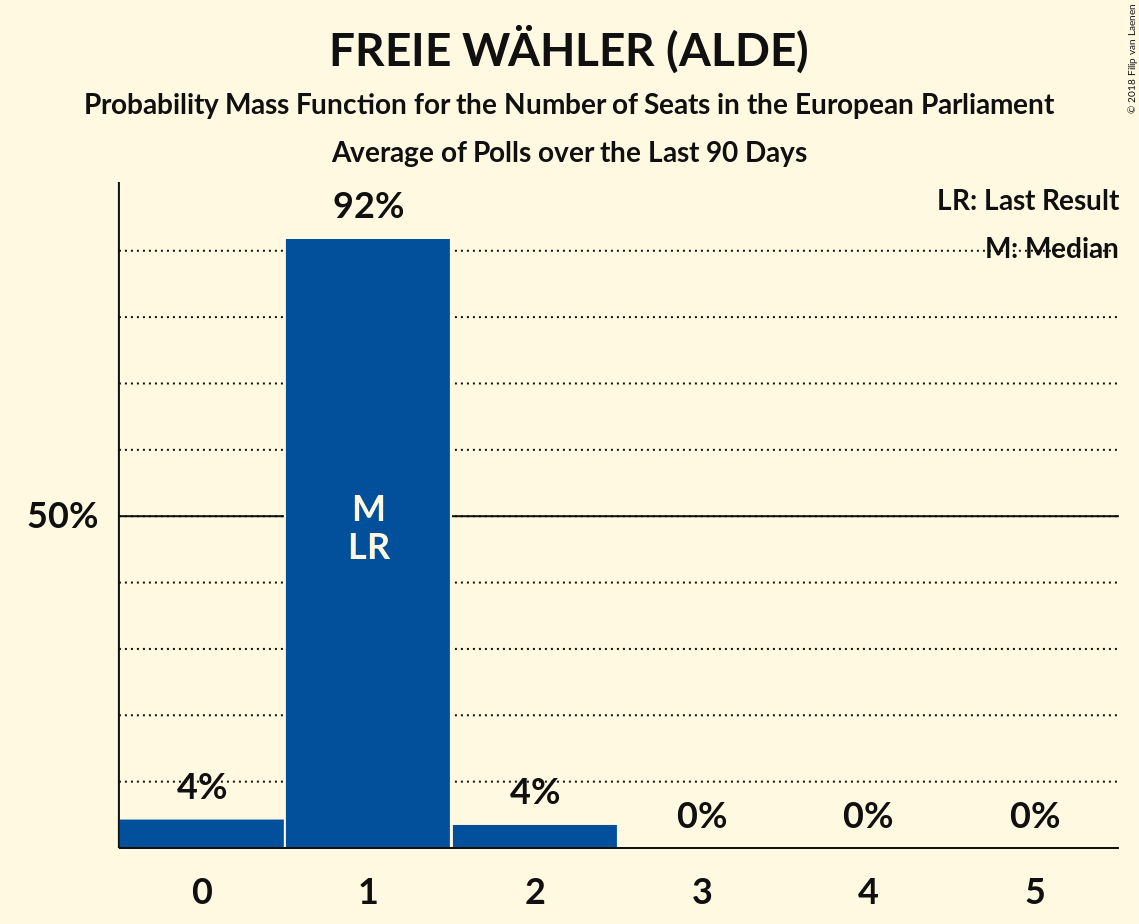 FREIE WÄHLER (ALDE)
Probability Mass Function for the Number of Seats in the European Parliament
Average of Polls over the Last 90 Days
© 2018 Filip van Laenen
LR: Last Result
M: Median
92%
50%
M
LR
4%
4%
0%
0%
0%
0
1
2
3
4
5